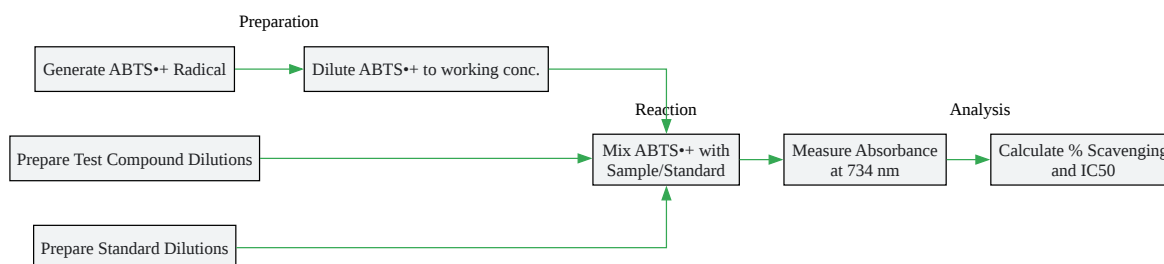 Preparation
Generate ABTS•+ Radical
Dilute ABTS•+ to working conc.
Reaction
Analysis
Prepare Test Compound Dilutions
Mix ABTS•+ with
Sample/Standard
Measure Absorbance
at 734 nm
Calculate % Scavenging
and IC50
Prepare Standard Dilutions